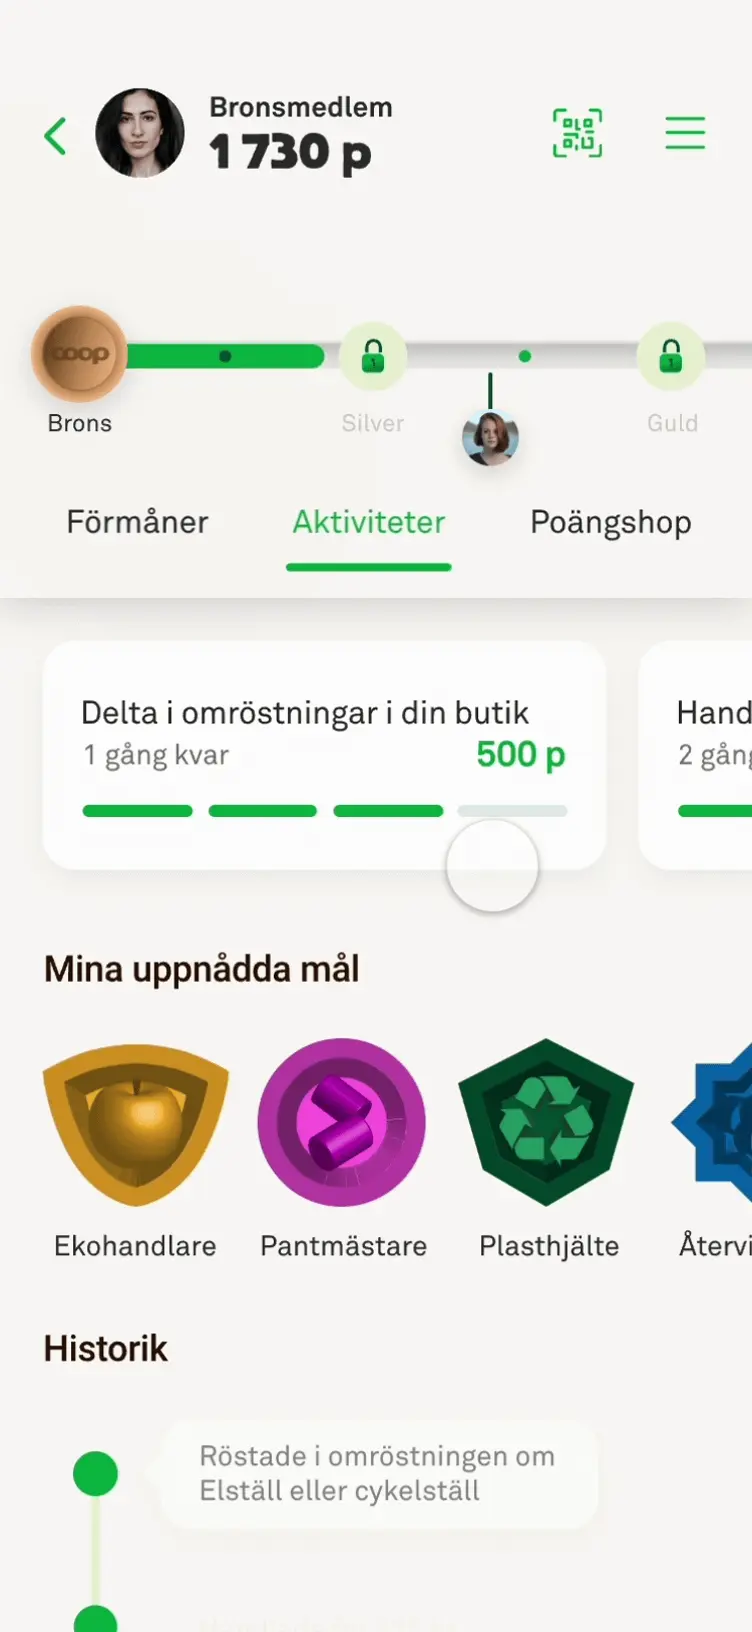 Bronsmedlem
1 730 p
coop
Brons
Silver
Guld
Förmåner
Aktiviteter
Poängshop
Delta i omröstningar i din butik
1 gång kvar
500 p
Hand
2 gång
Mina uppnådda mål
Ekohandlare
Pantmästare
Plasthjälte
Återvi
Historik
Röstade i omröstningen om
Elställ eller cykelställ